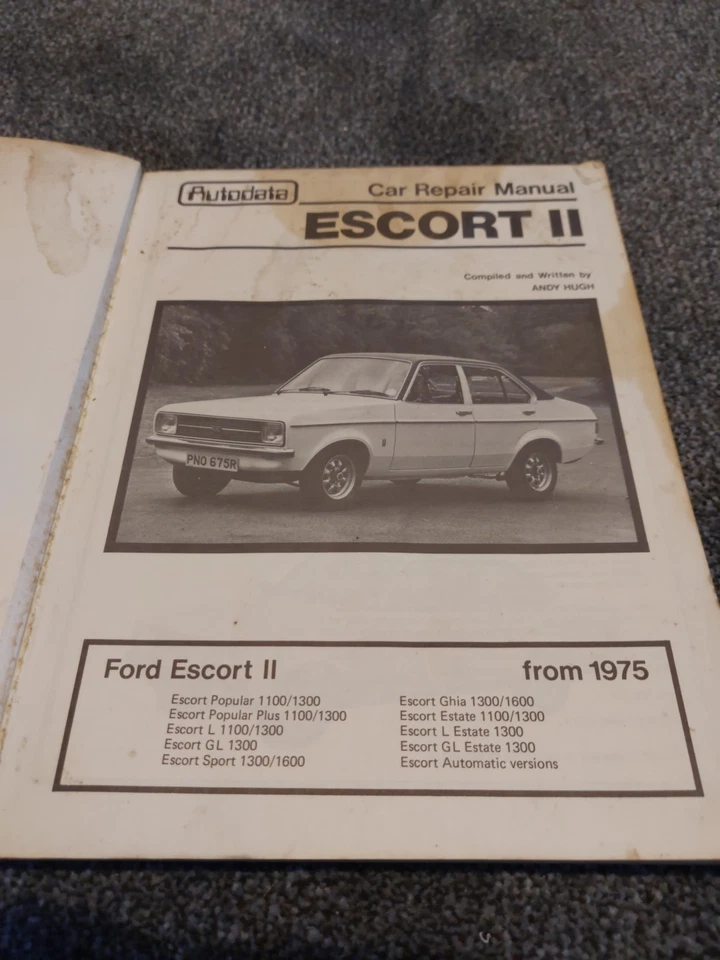 Autodata
Car Repair Manual
ESCORT II
Compiled and Written by
ANDY HUGH
PNO 675R
Ford Escort II
from 1975
Escort Popular 1100/1300
Escort Popular Plus 1100/1300
Escort L 1100/1300
Escort GL 1300
Escort Sport 1300/1600
Escort Ghia 1300/1600
Escort Estate 1100/1300
Escort L Estate 1300
Escort GL Estate 1300
Escort Automatic versions